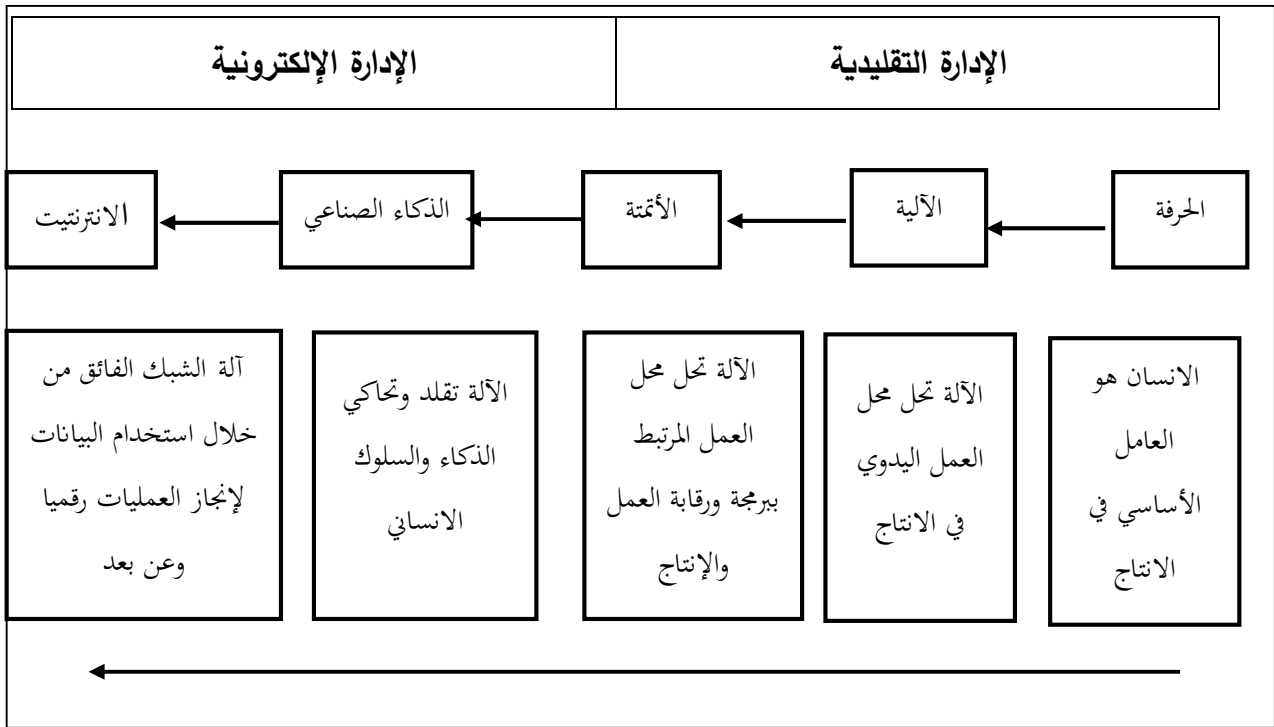 الإدارة التقليدية
الإدارة الإلكترونية
الحرفة
الآلية
الأتمتة
الذكاء الصناعي
الانترنتيت
الانسان هو
العامل
الأساسي في
الانتاج
الآلة تحل محل
العمل اليدوي
في الانتاج
الآلة تحل محل
العمل المرتبط
ببرمجة ورقابة العمل
والإنتاج
الآلة تقلد وتحاكي
الذكاء والسلوك
الانساني
آلة الشبك الفائق من
خلال استخدام البيانات
لإنجاز العمليات رقميا
وعن بعد